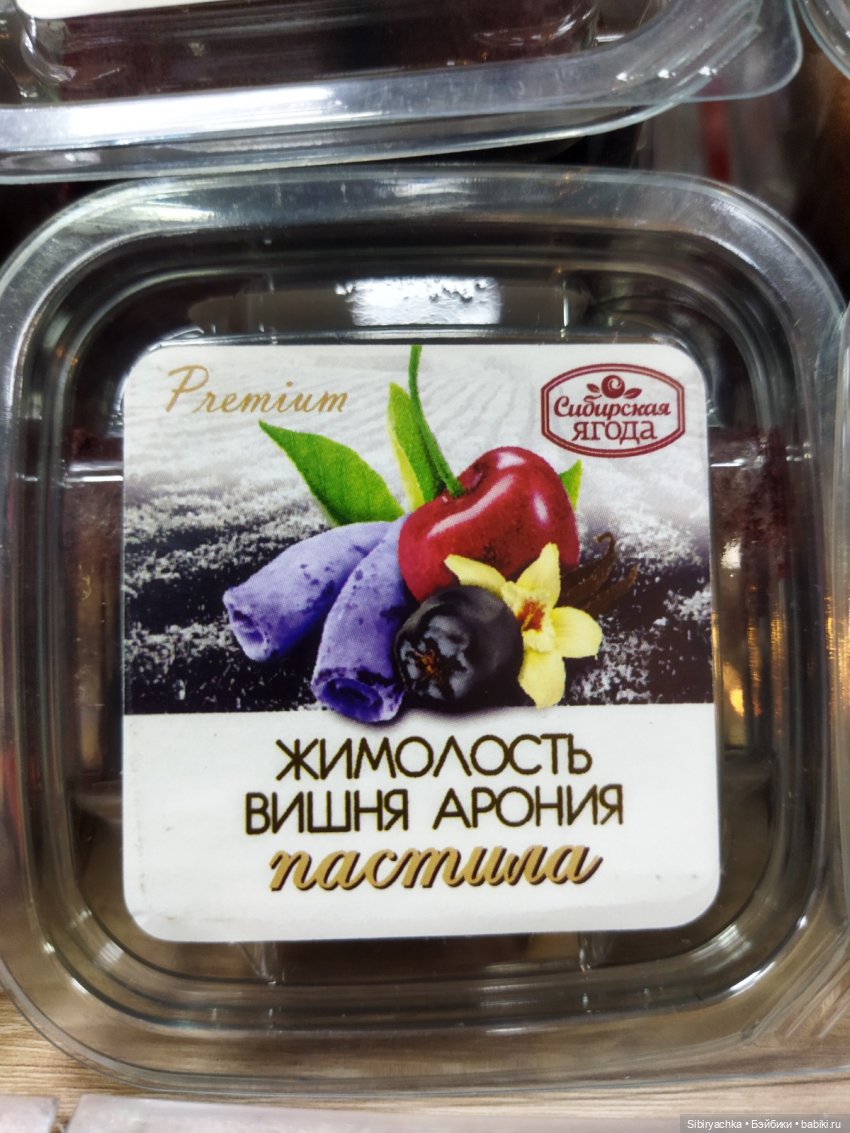 Premium
Сибирская
ЯГОДА
ЖИМОЛОСТЬ
ВИШНЯ АРОНИЯ
пастила
Sibiryachka • Бэйбики • babiki.ru